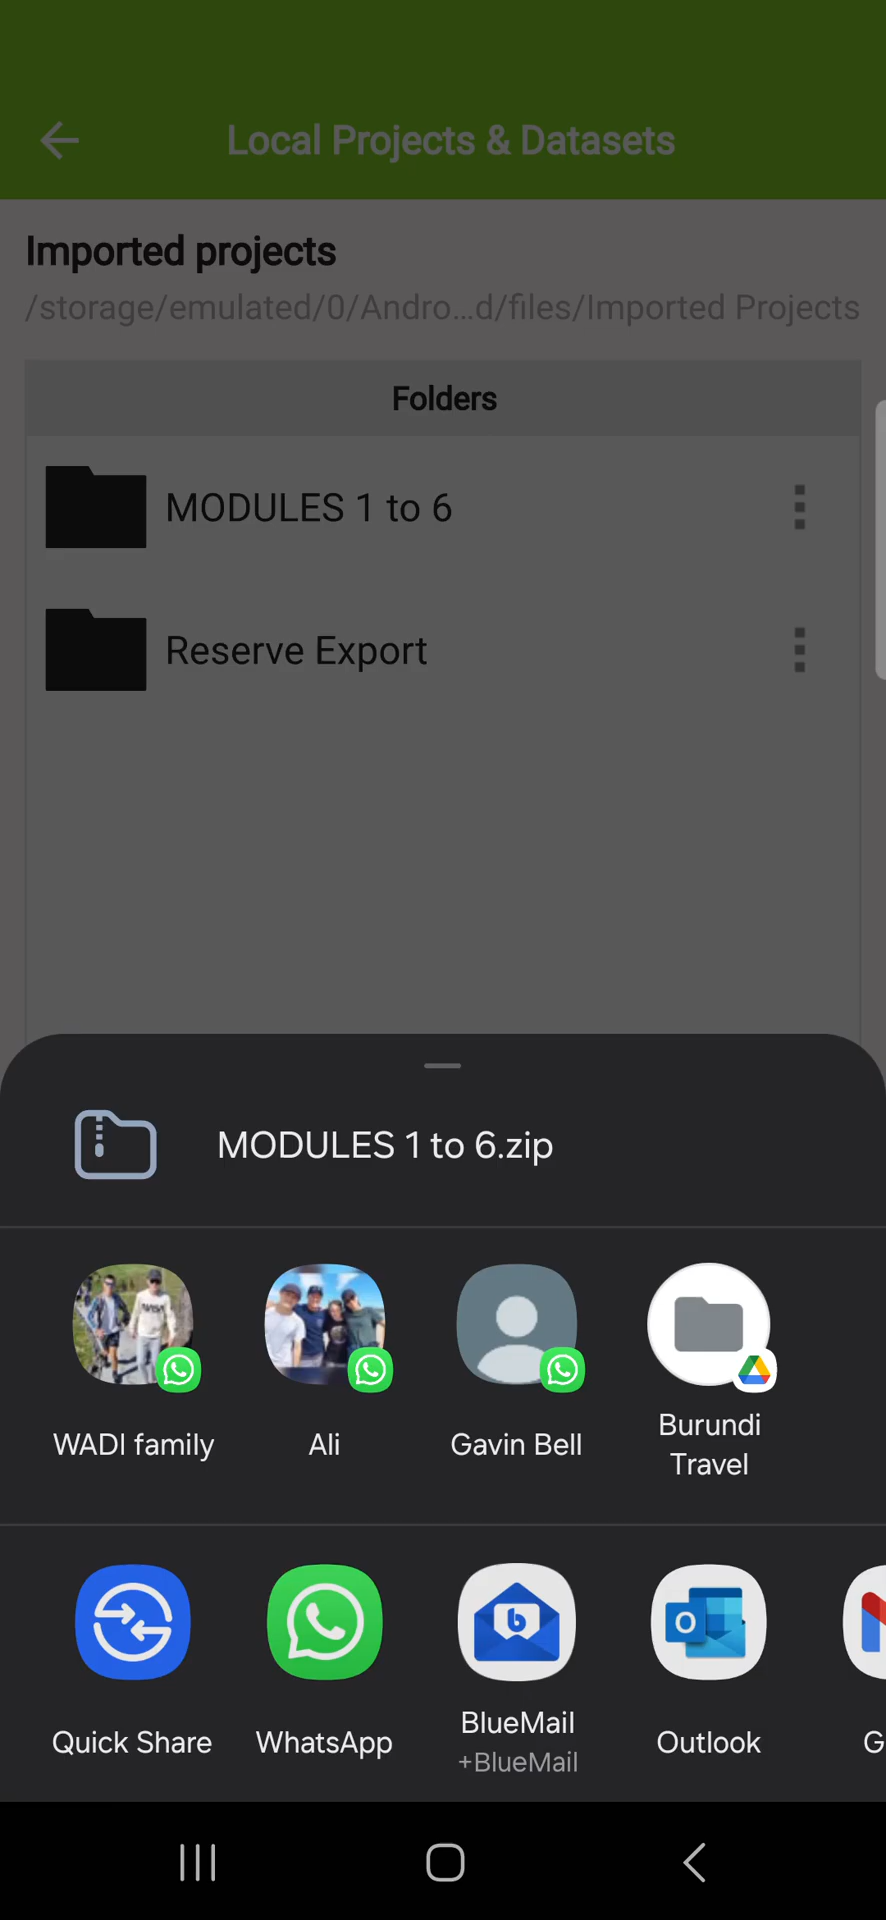 Local Projects & Datasets
Imported projects
/storage/emulated/0/Andro...d/files/Imported Projects
Folders
MODULES 1 to 6
Reserve Export
MODULES 1 to 6.zip
WADI family
Ali
Gavin Bell
Burundi
Travel
Quick Share
WhatsApp
BlueMail
+BlueMail
Outlook
G